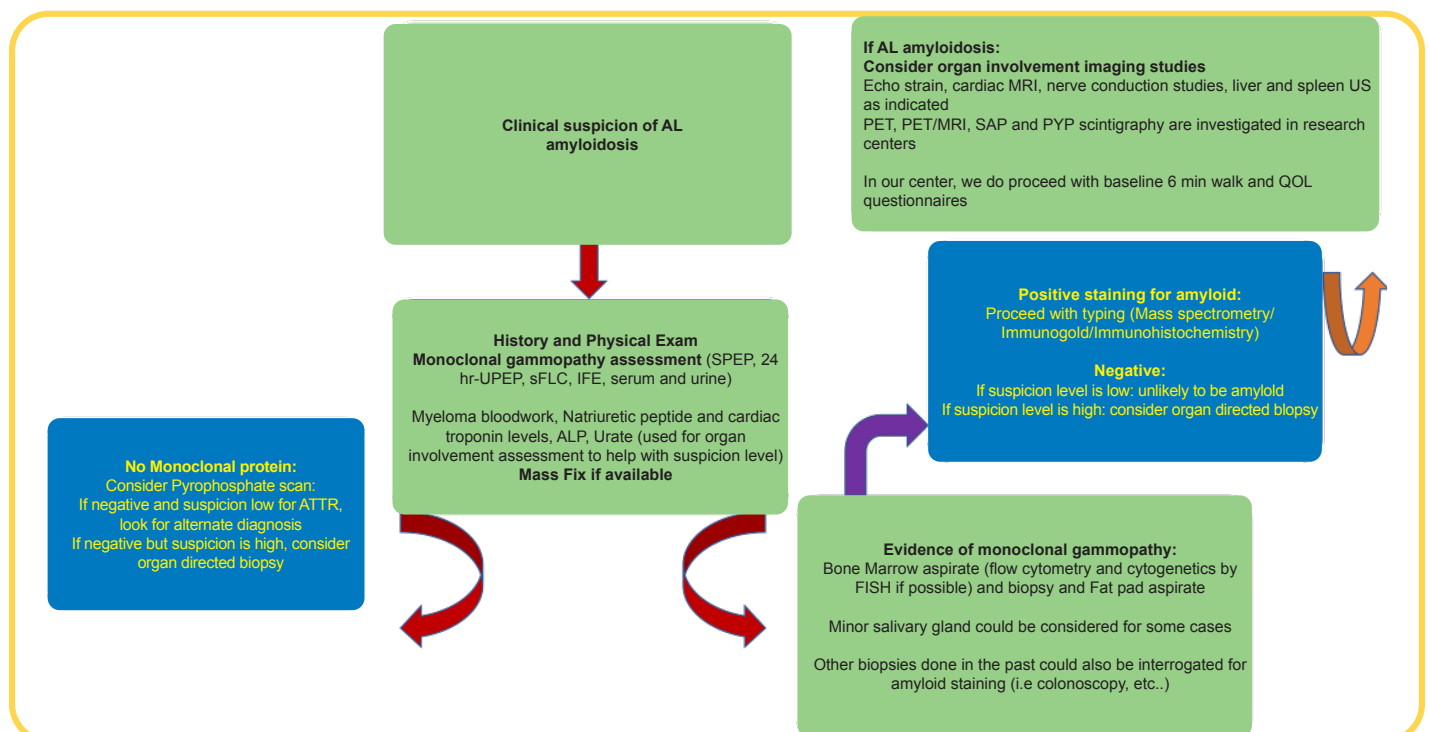 Clinical suspicion of AL
amyloidosis
History and Physical Exam
Monoclonal gammopathy assessment (SPEP, 24
hr-UPEP, sFLC, IFE, serum and urine)
Myeloma bloodwork, Natriuretic peptide and cardiac
troponin levels, ALP, Urate (used for organ
involvement assessment to help with suspicion level)
Mass Fix if available
No Monoclonal protein:
Consider Pyrophosphate scan:
If negative and suspicion low for ATTR,
look for alternate diagnosis
If negative but suspicion is high, consider
organ directed biopsy
Evidence of monoclonal gammopathy:
Bone Marrow aspirate (flow cytometry and cytogenetics by
FISH if possible) and biopsy and Fat pad aspirate
Minor salivary gland could be considered for some cases
Other biopsies done in the past could also be interrogated for
amyloid staining (i.e colonoscopy, etc..)
Positive staining for amyloid:
Proceed with typing (Mass spectrometry/
Immunogold/Immunohistochemistry)
Negative:
If suspicion level is low: unlikely to be amylold
If suspicion level is high: consider organ directed biopsy
If AL amyloidosis:
Consider organ involvement imaging studies
Echo strain, cardiac MRI, nerve conduction studies, liver and spleen US
as indicated
PET, PET/MRI, SAP and PYP scintigraphy are investigated in research
centers
In our center, we do proceed with baseline 6 min walk and QOL
questionnaires